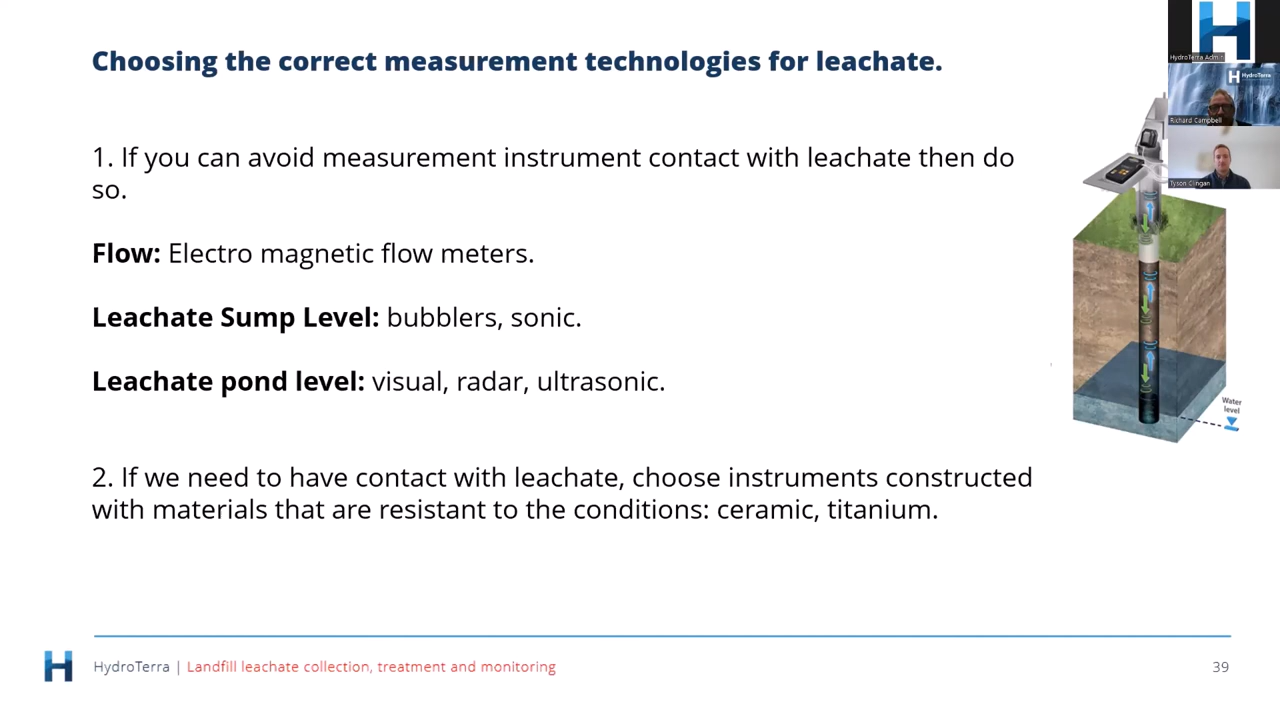 Choosing the correct measurement technologies for leachate.
1. If you can avoid measurement instrument contact with leachate then do
so.
Flow: Electro magnetic flow meters.
Leachate Sump Level: bubblers, sonic.
Leachate pond level: visual, radar, ultrasonic.
2. If we need to have contact with leachate, choose instruments constructed
with materials that are resistant to the conditions: ceramic, titanium.
Water
level
HydroTerra
Richard Campbell
Tyson Clingan
HydroTerra | Landfill leachate collection, treatment and monitoring
39